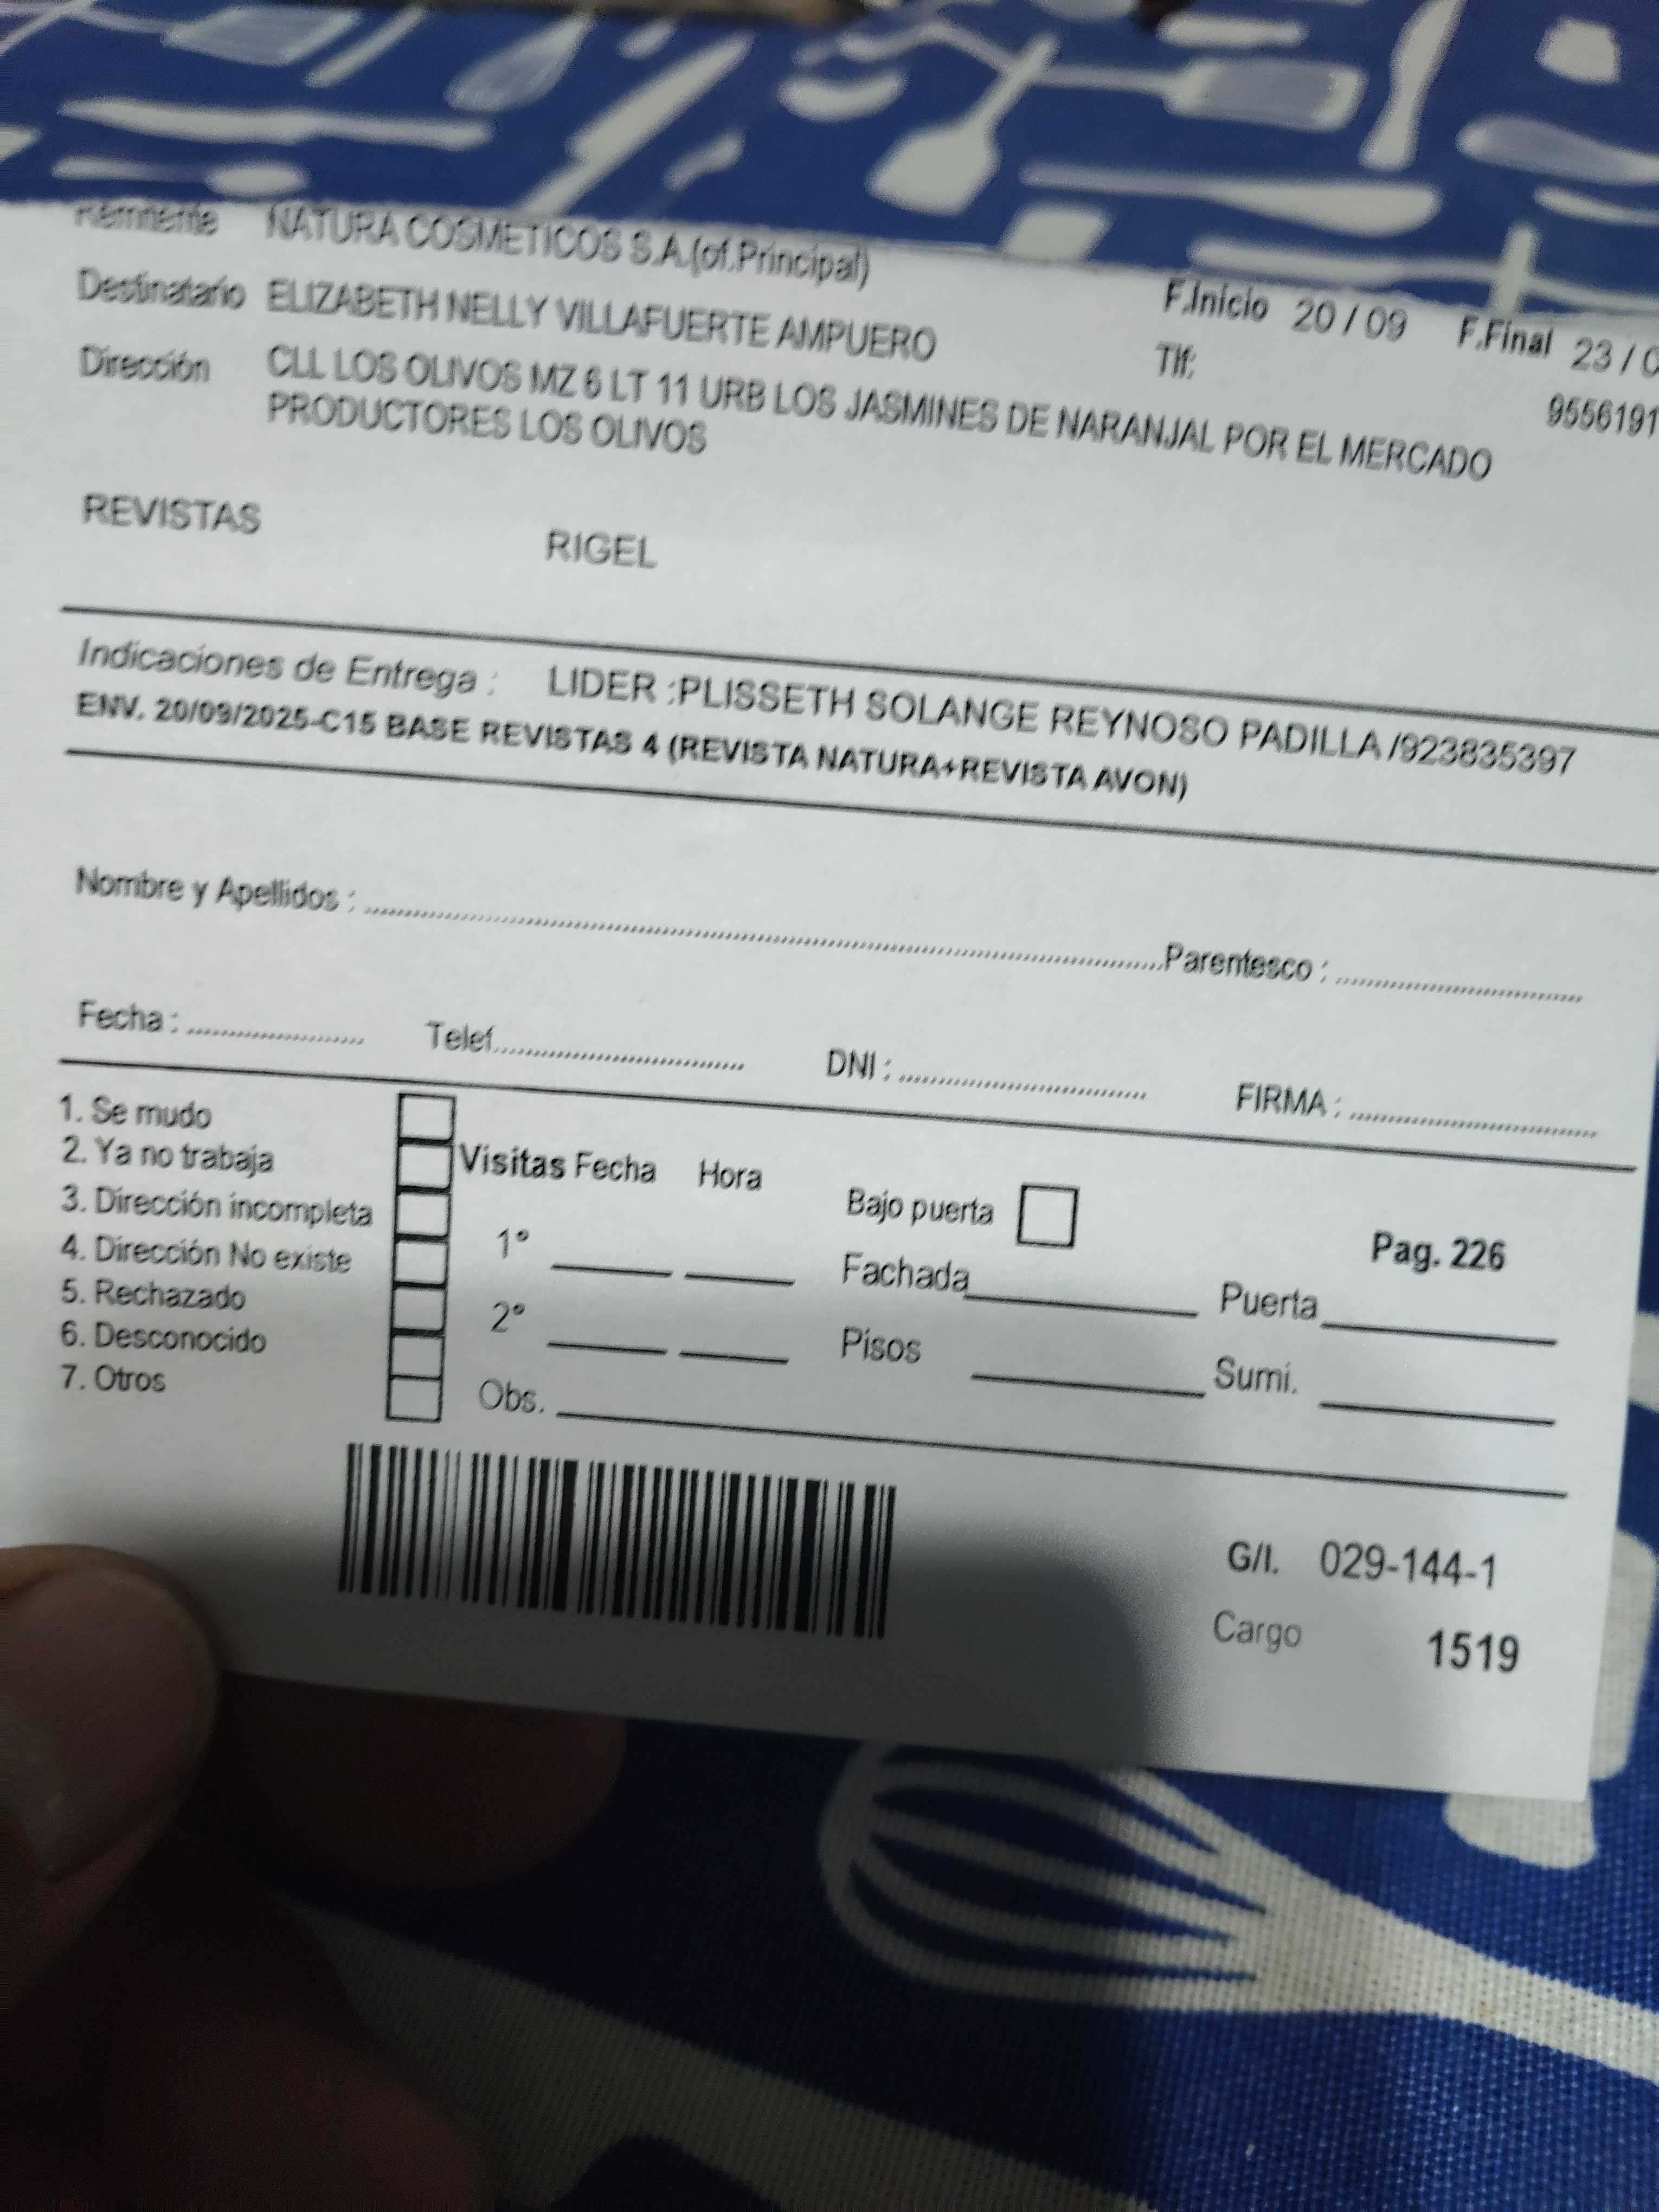 Remitente NATURA COSMETICOS S.A.(of.Principal)
F.Inicio 20 / 09 F.Final 23 / 0
Destinatario ELIZABETH NELLY VILLAFUERTE AMPUERO
Tlf: 9556191
Dirección CLL LOS OLIVOS MZ 6 LT 11 URB LOS JASMINES DE NARANJAL POR EL MERCADO
PRODUCTORES LOS OLIVOS
REVISTAS RIGEL
Indicaciones de Entrega : LIDER :PLISSETH SOLANGE REYNOSO PADILLA /923835397
ENV. 20/09/2025-C15 BASE REVISTAS 4 (REVISTA NATURA+REVISTA AVON)
Nombre y Apellidos : Parentesco :
Fecha : Telef. DNI : FIRMA :
1. Se mudo
2. Ya no trabaja
3. Dirección incompleta
4. Dirección No existe
5. Rechazado
6. Desconocido
7. Otros
Visitas Fecha Hora
1°
2°
Obs.
Bajo puerta
Pag. 226
Fachada Puerta
Pisos Sumi.
G/I. 029-144-1
Cargo 1519